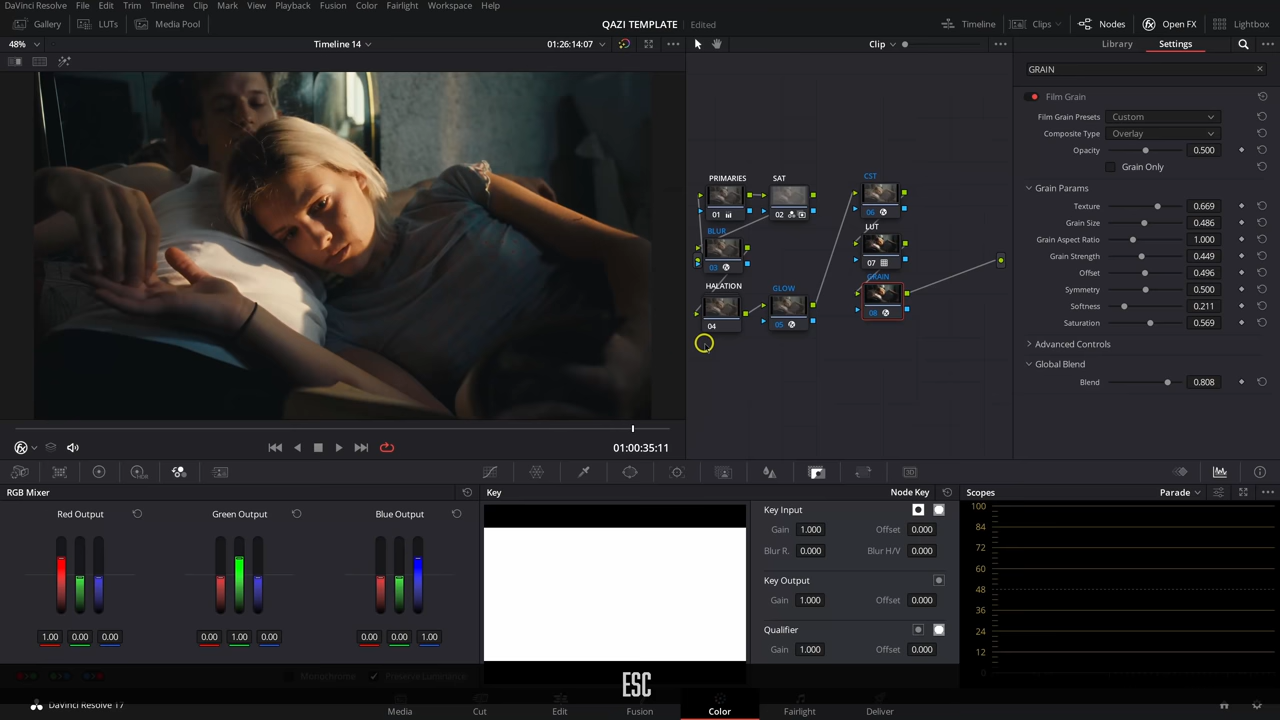 DaVinci Resolve File Edit Trim Timeline Clip Mark View Playback Fusion Color Fairlight Workspace Help
Gallery LUTs Media Pool QAZI TEMPLATE Edited Timeline Clips Nodes Open FX Lightbox
48% Timeline 14 01:26:14:07 Clip Library Settings
GRAIN
Film Grain
Film Grain Presets Custom
Composite Type Overlay
Opacity 0.500
Grain Only
Grain Params
Texture 0.669
Grain Size 0.486
Grain Aspect Ratio 1.000
Grain Strength 0.449
Offset 0.496
Symmetry 0.500
Softness 0.211
Saturation 0.569
Advanced Controls
Global Blend
Blend 0.808
PRIMARIES SAT CST
01 02 06
BLUR LUT
03 07
HALATION GLOW GRAIN
04 05 08
01:00:35:11
RGB Mixer Key Node Key Scopes Parade
Red Output Green Output Blue Output
1.00 0.00 0.00 0.00 1.00 0.00 0.00 0.00 1.00
Monochrome Preserve Luminance
Key Input
Gain 1.000 Offset 0.000
Blur R. 0.000 Blur H/V 0.000
Key Output
Gain 1.000 Offset 0.000
Qualifier
Gain 1.000 Offset 0.000
100
84
72
60
48
36
24
12
0
ESC
DaVinci Resolve 17 Media Cut Edit Fusion Color Fairlight Deliver